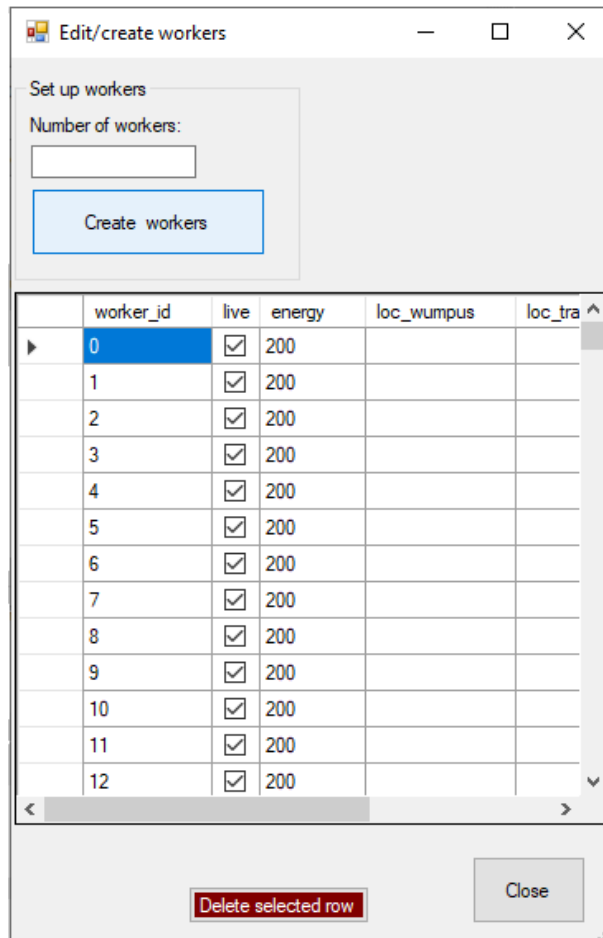 Edit/create workers
Set up workers
Number of workers:
Create workers
worker_id live energy loc_wumpus loc_tra
0 200
1 200
2 200
3 200
4 200
5 200
6 200
7 200
8 200
9 200
10 200
11 200
12 200
Delete selected row
Close